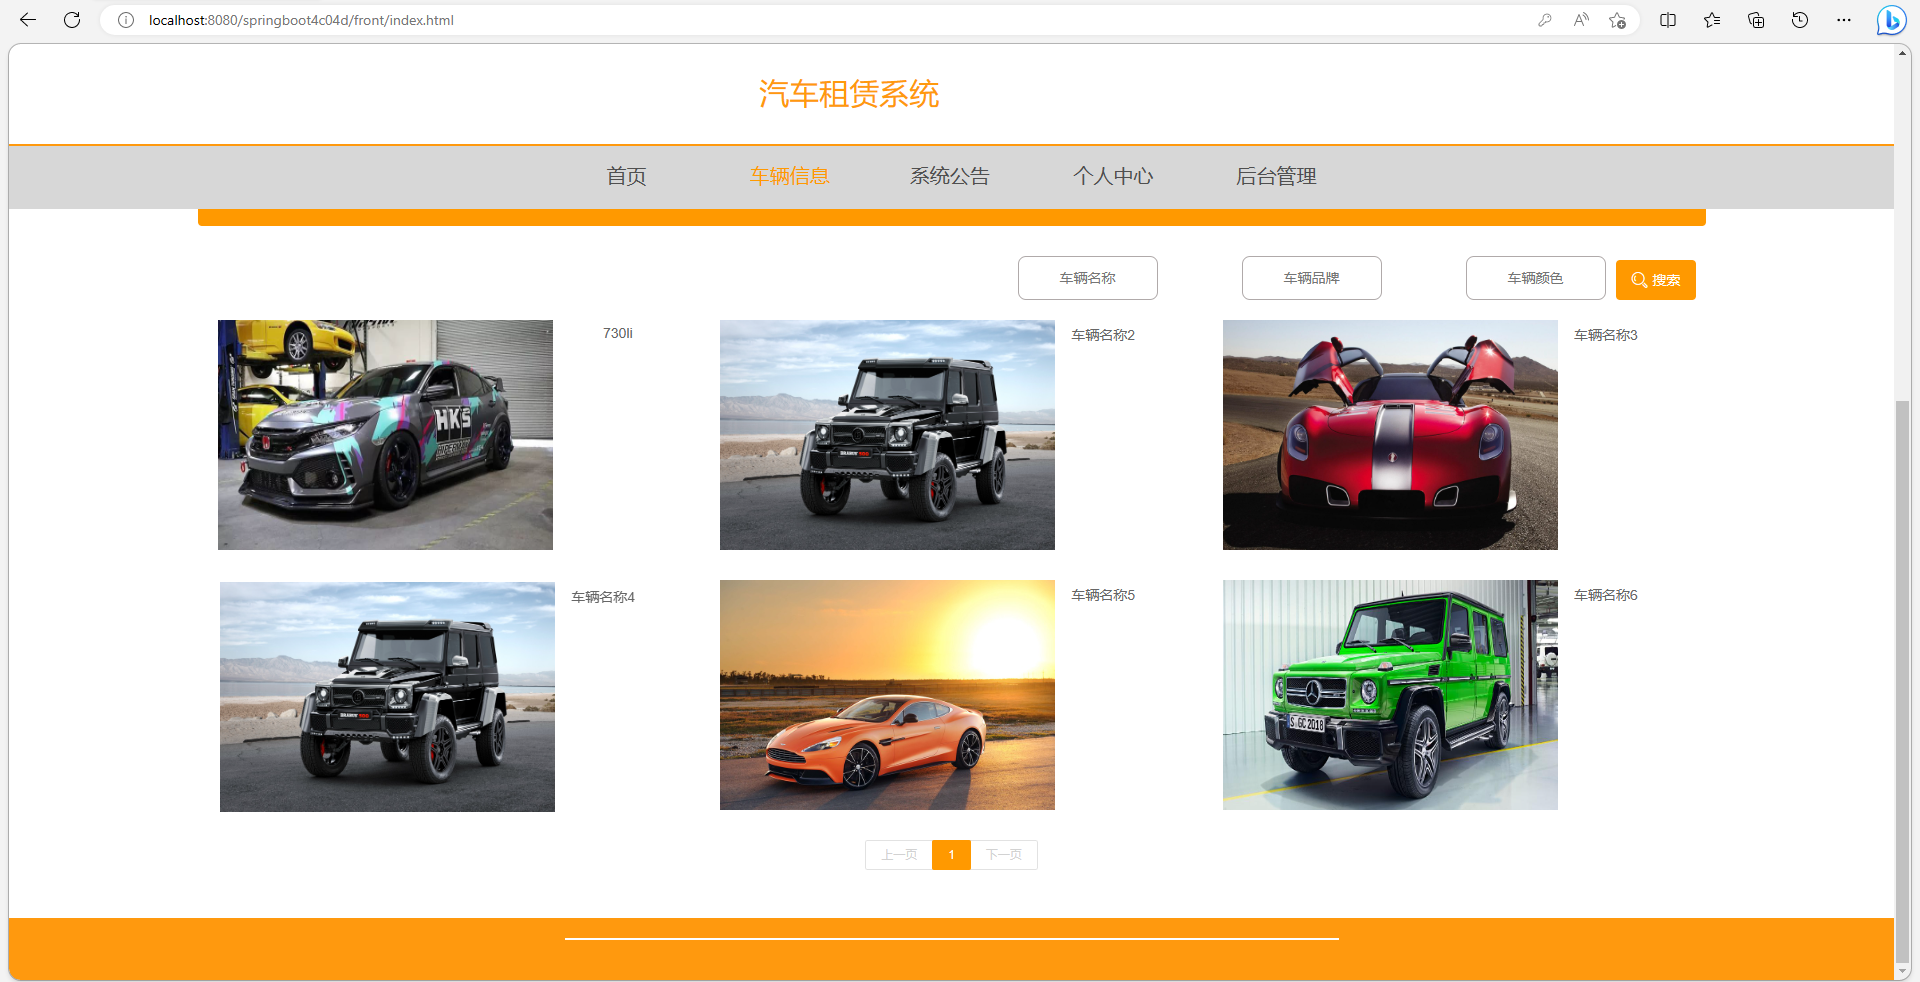 localhost:8080/springboot4c04d/front/index.html
汽车租赁系统
首页 车辆信息 系统公告 个人中心 后台管理
车辆名称 车辆品牌 车辆颜色 搜索
730li 车辆名称2 车辆名称3
HKS
车辆名称4 车辆名称5 车辆名称6
S GC 2018
上一页 1 下一页